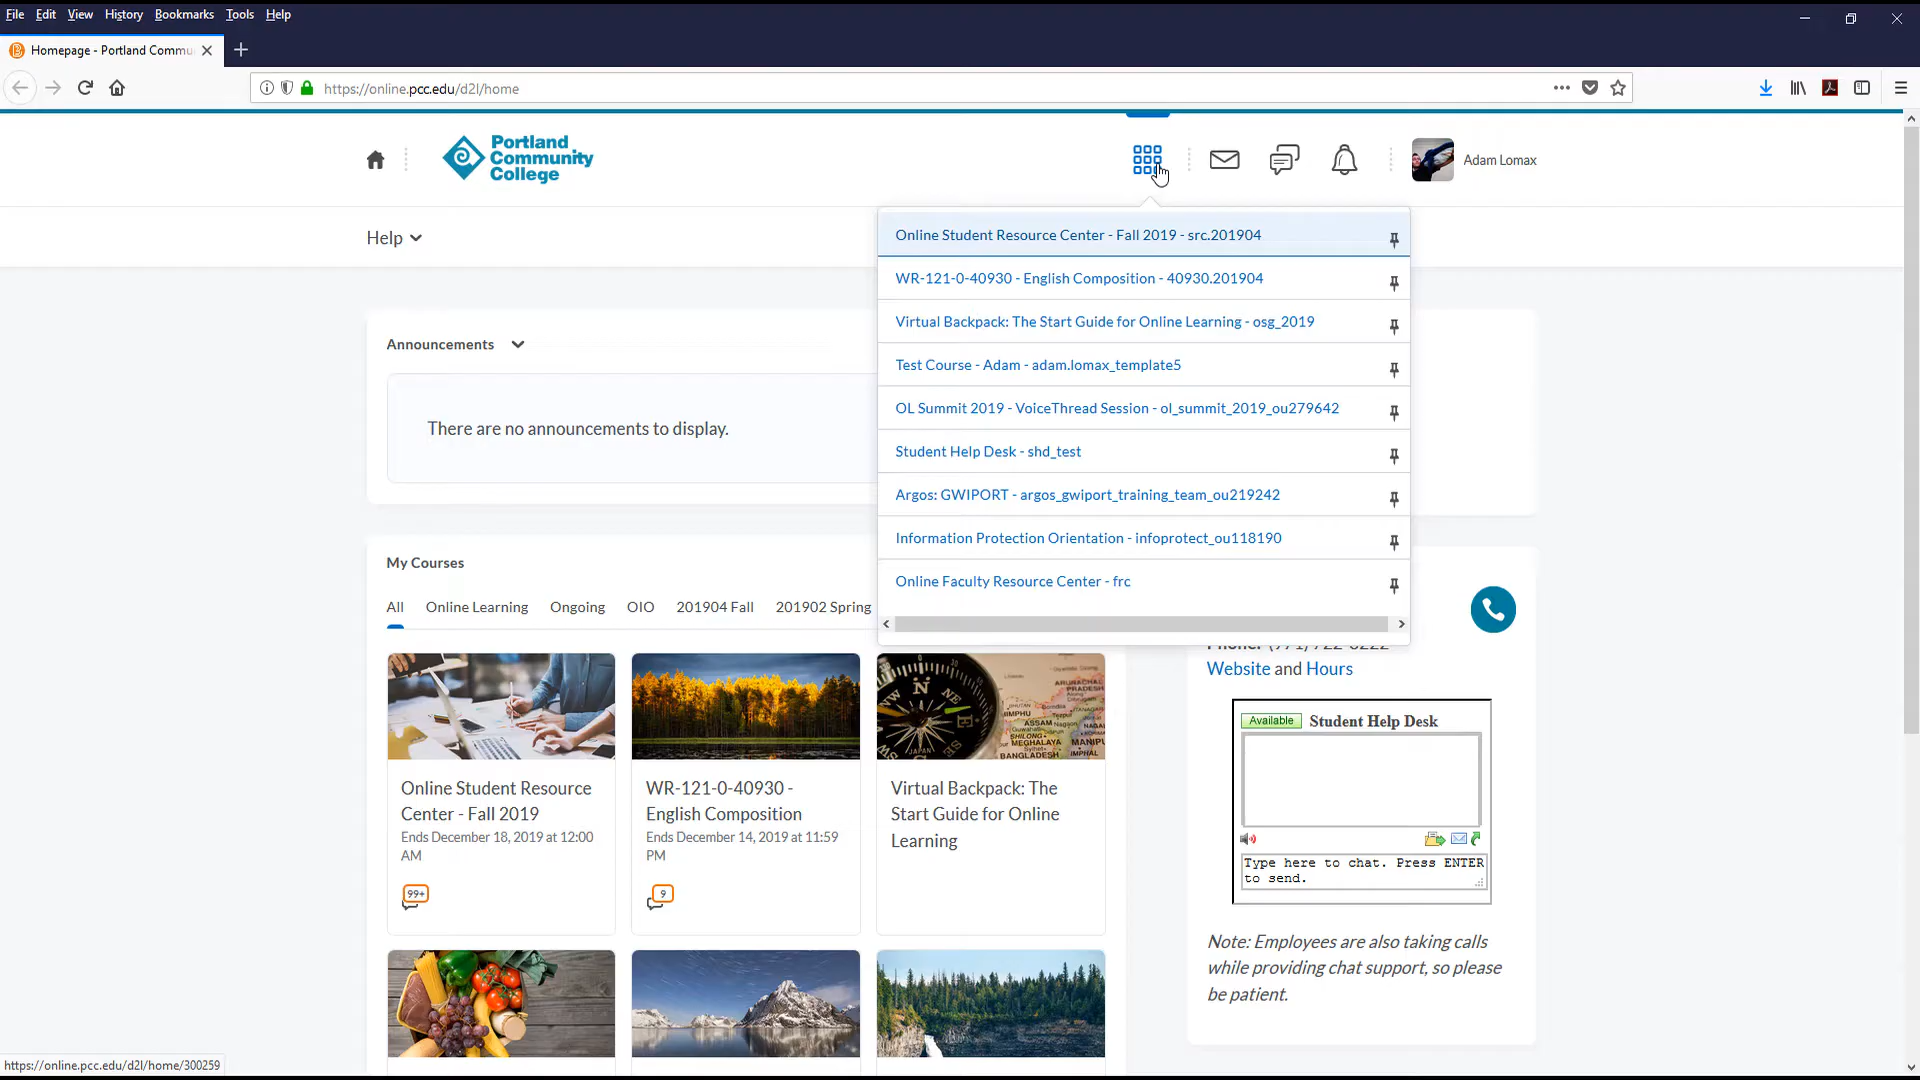 File Edit View History Bookmarks Tools Help
Homepage - Portland Commu
https://online.pcc.edu/d2l/home
Portland
Community
College
Adam Lomax
Help
Online Student Resource Center - Fall 2019 - src.201904
WR-121-0-40930 - English Composition - 40930.201904
Virtual Backpack: The Start Guide for Online Learning - osg_2019
Test Course - Adam - adam.lomax_template5
OL Summit 2019 - VoiceThread Session - ol_summit_2019_ou279642
Student Help Desk - shd_test
Argos: GWIPORT - argos_gwiport_training_team_ou219242
Information Protection Orientation - infoprotect_ou118190
Online Faculty Resource Center - frc
Announcements
There are no announcements to display.
My Courses
All Online Learning Ongoing OIO 201904 Fall 201902 Spring
Online Student Resource
Center - Fall 2019
Ends December 18, 2019 at 12:00
AM
99+
WR-121-0-40930 -
English Composition
Ends December 14, 2019 at 11:59
PM
9
Virtual Backpack: The
Start Guide for Online
Learning
Website and Hours
Available Student Help Desk
Type here to chat. Press ENTER
to send.
Note: Employees are also taking calls
while providing chat support, so please
be patient.
https://online.pcc.edu/d2l/home/300259